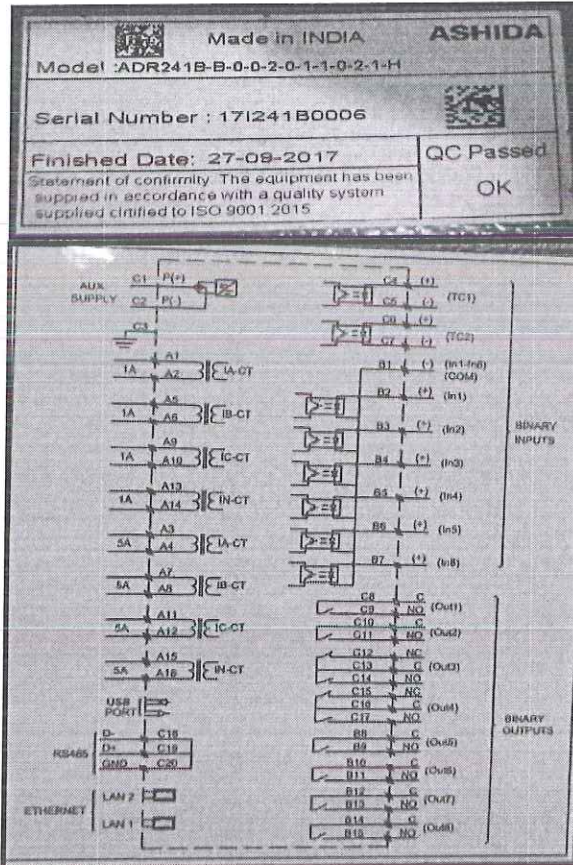 Made in INDIA
ASHIDA
Model :ADR241B-B-0-0-2-0-1-1-0-2-1-H
Serial Number : 17I241B0006
Finished Date: 27-09-2017
QC Passed
OK
Statement of confirmity The equipment has been
suppied in accordance with a quality system
supplied cirtified to ISO 9001 2015
AUX
SUPPLY
C1 P(+)
C2 P(-)
C3
1A A1
A2 IA-CT
1A A5
A6 IB-CT
1A A9
A10 IC-CT
1A A13
A14 IN-CT
5A A3
A4 IA-CT
5A A7
A8 IB-CT
5A A11
A12 IC-CT
5A A15
A16 IN-CT
USB
PORT
RS485
D- C18
D+ C19
GND C20
ETHERNET
LAN 2
LAN 1
C4 (+)
C5 (-) (TC1)
C6 (+)
C7 (-) (TC2)
B1 (-) (In1-In6)
(COM)
B2 (+) (In1)
B3 (+) (In2)
B4 (+) (In3)
B5 (+) (In4)
B6 (+) (In5)
B7 (+) (In6)
BINARY
INPUTS
C8 C
C9 NO (Out1)
C10 C
C11 NO (Out2)
C12 NC
C13 C (Out3)
C14 NO
C15 NC
C16 C (Out4)
C17 NO
B8 C
B9 NO (Out5)
B10 C
B11 NO (Out6)
B12 C
B13 NO (Out7)
B14 C
B15 NO (Out8)
BINARY
OUTPUTS